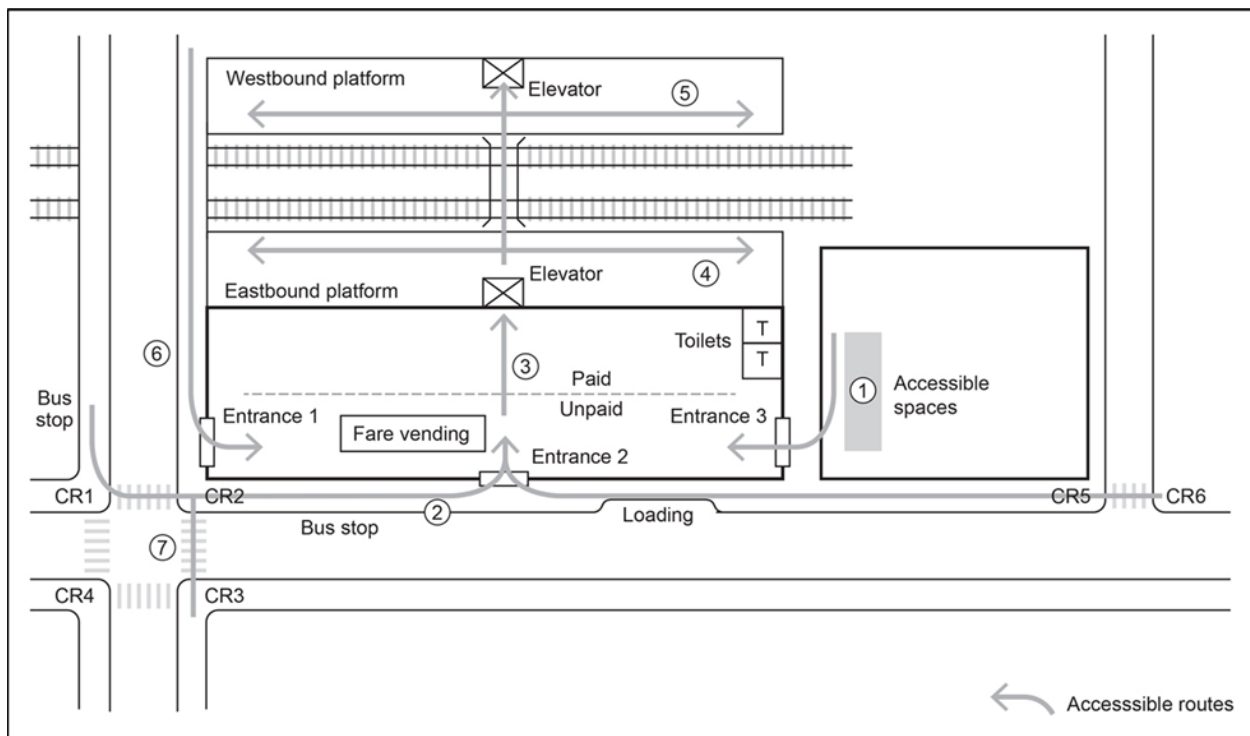 Westbound platform
Elevator
⑤
Elevator
④
Eastbound platform
Toilets
T
T
⑥
③
①
Accessible
spaces
Paid
Unpaid
Bus
stop
Entrance 1
Fare vending
Entrance 2
Entrance 3
CR1
CR2
②
Bus stop
Loading
CR5
CR6
⑦
CR4
CR3
Accesssible routes